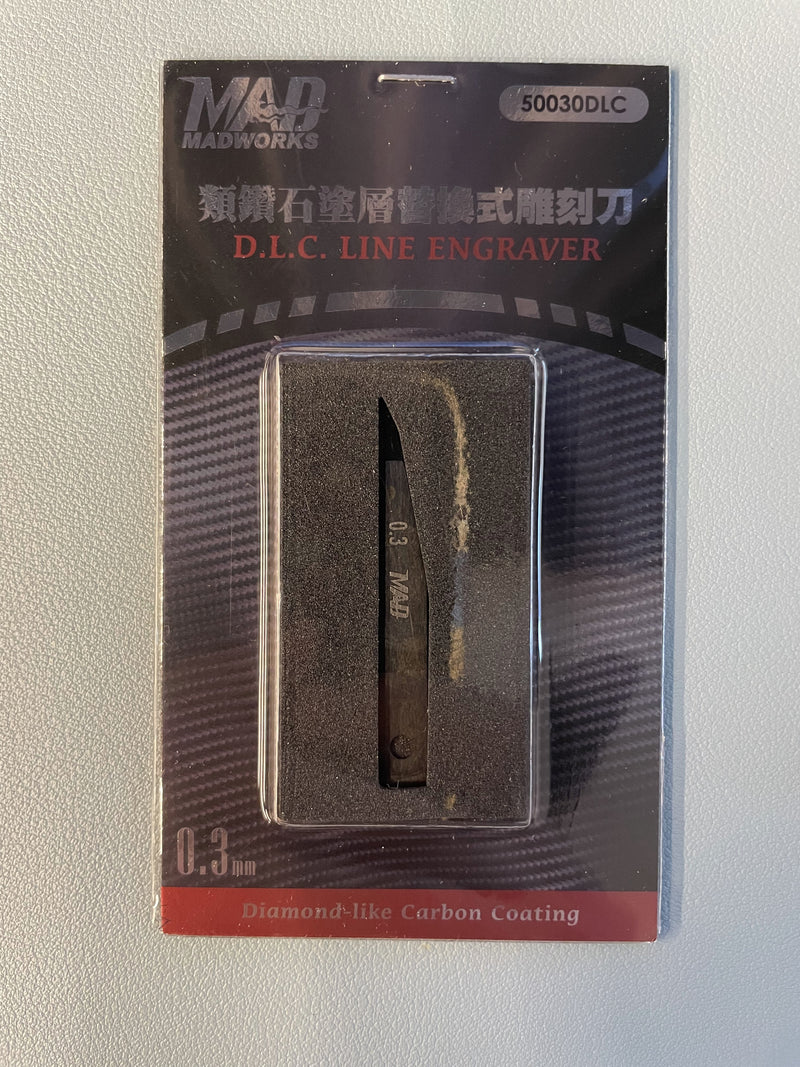 MAD
MADWORKS
50030DLC
類鑽石塗層替換式雕刻刀
D.L.C. LINE ENGRAVER
0.3 MAD
0.3mm
Diamond-like Carbon Coating